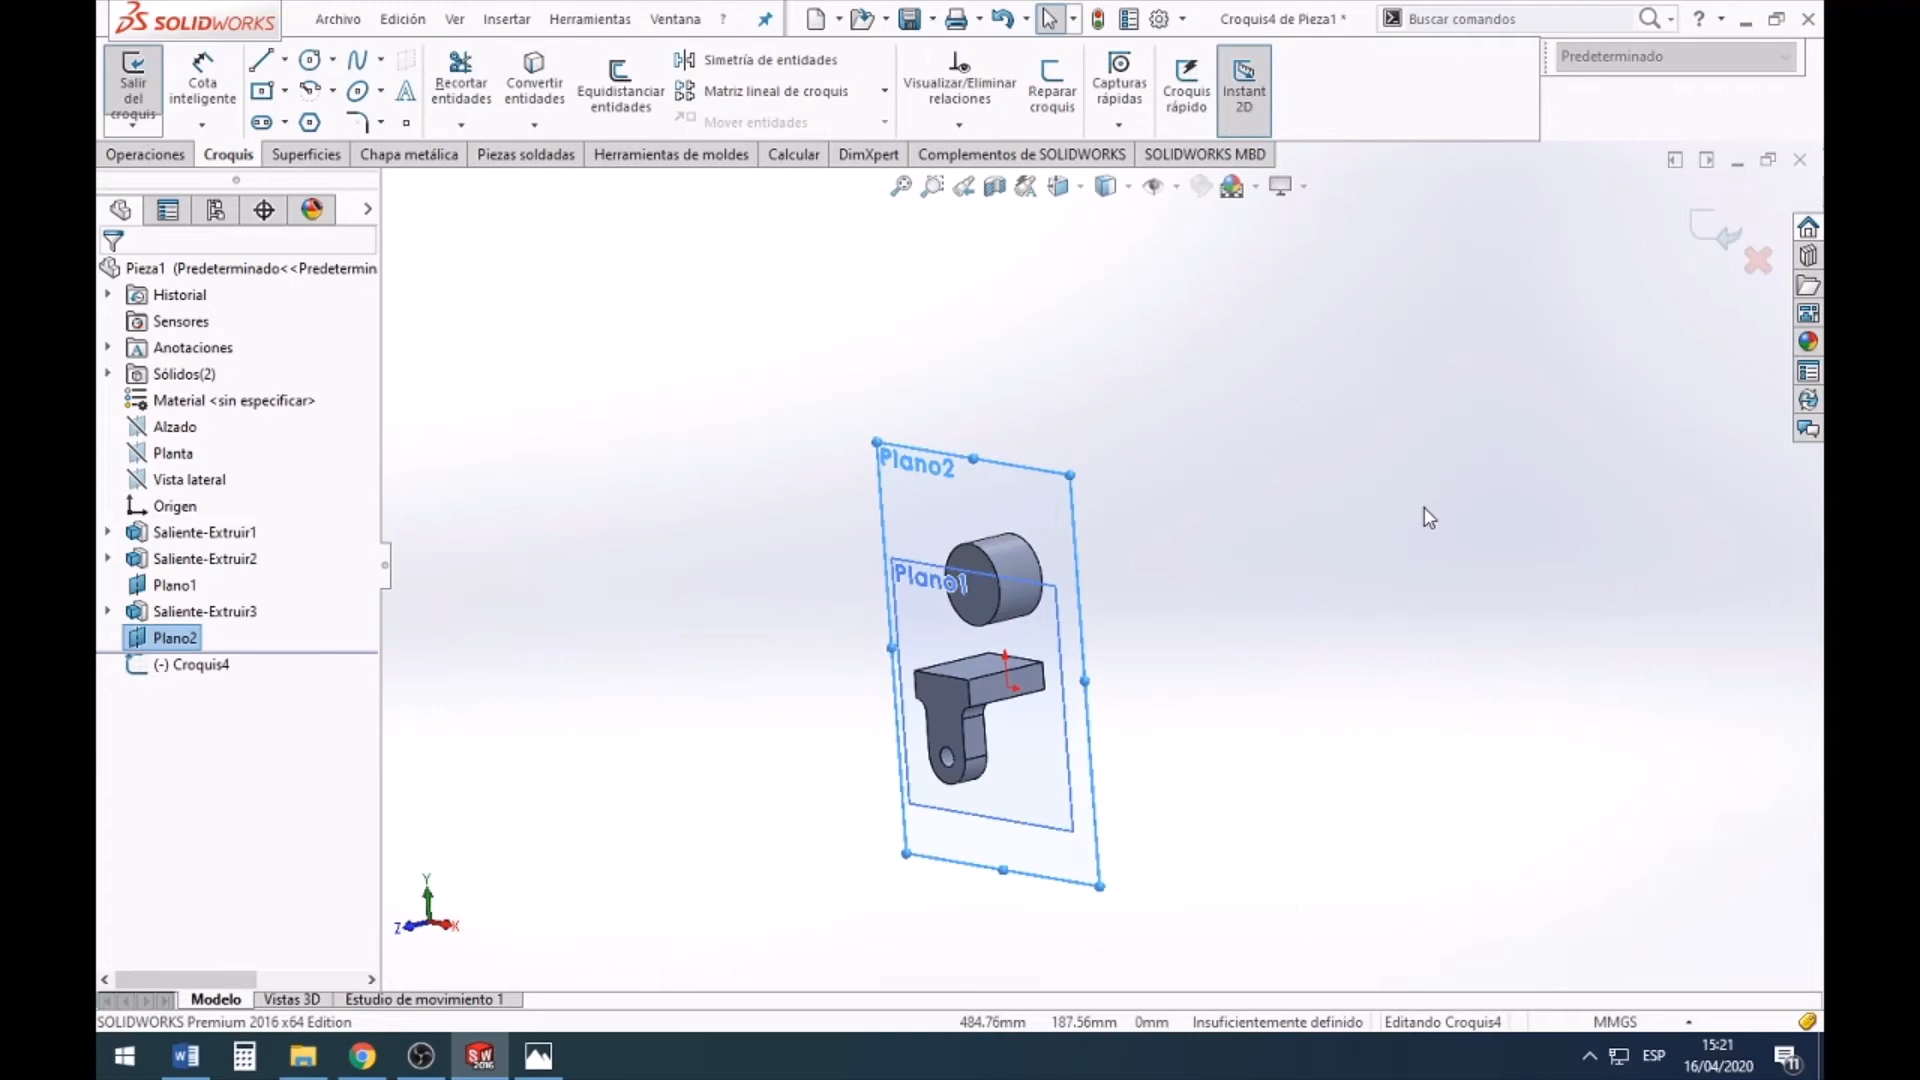 SOLIDWORKS
Archivo Edición Ver Insertar Herramientas Ventana ?
Croquis4 de Pieza1 *
Buscar comandos
?
Salir del croquis
Cota inteligente
Recortar entidades
Convertir entidades
Equidistanciar entidades
Simetría de entidades
Matriz lineal de croquis
Mover entidades
Visualizar/Eliminar relaciones
Reparar croquis
Capturas rápidas
Croquis rápido
Instant 2D
Predeterminado
Operaciones Croquis Superficies Chapa metálica Piezas soldadas Herramientas de moldes Calcular DimXpert Complementos de SOLIDWORKS SOLIDWORKS MBD
Pieza1 (Predeterminado<<Predetermin
Historial
Sensores
Anotaciones
Sólidos(2)
Material <sin especificar>
Alzado
Planta
Vista lateral
Origen
Saliente-Extruir1
Saliente-Extruir2
Plano1
Saliente-Extruir3
Plano2
(-) Croquis4
Plano2
Plano1
Y
Z X
Modelo Vistas 3D Estudio de movimiento 1
SOLIDWORKS Premium 2016 x64 Edition
484.76mm 187.56mm 0mm Insuficientemente definido Editando Croquis4 MMGS
ESP
15:21
16/04/2020
11